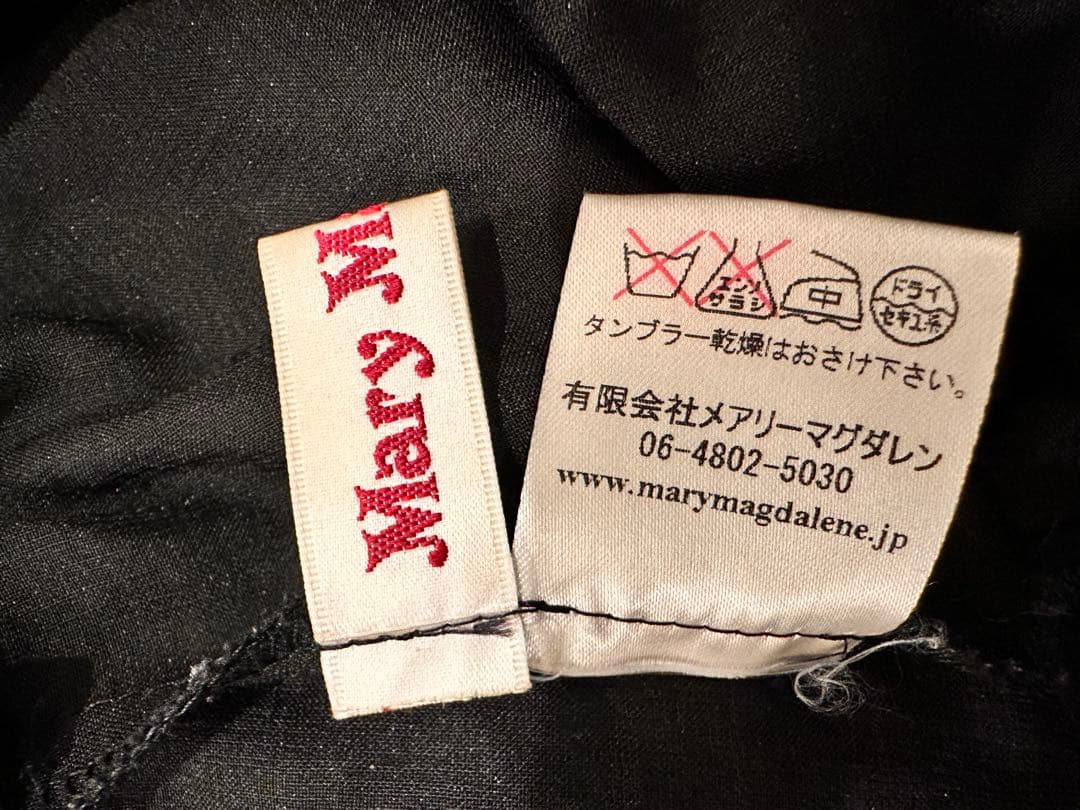 Mary M
エンソ
サラシ
中
ドライ
セキユ系
タンブラー乾燥はおさけ下さい。
有限会社メアリーマグダレン
06-4802-5030
www.marymagdalene.jp